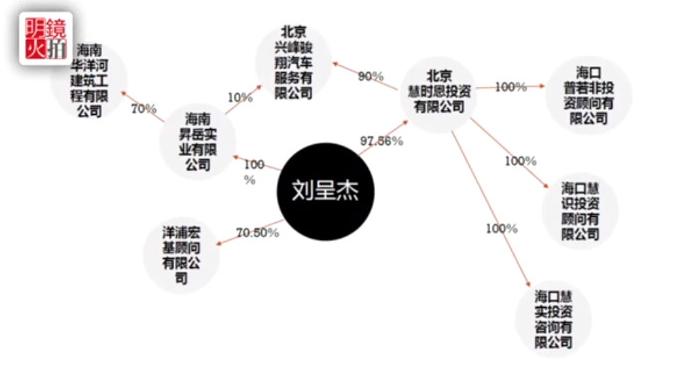 明鏡
火拍
海南
华洋河
建筑工
程有限
公司
北京
兴峰骏
翔汽车
服务有
限公司
北京
慧时恩投资
有限公司
海口
普若非投
资顾问有
限公司
70%
10%
90%
100%
海南
昇岳实
业有限
公司
97.56%
100
%
刘呈杰
100%
海口慧
识投资
顾问有
限公司
洋浦宏
基顾问
有限公
司
70.50%
100%
海口慧
实投资
咨询有
限公司